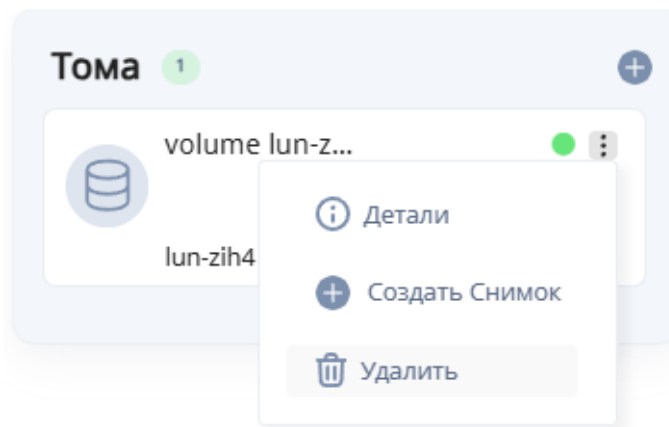 Тома 1
volume lun-z...
lun-zih4
Детали
Создать Снимок
Удалить